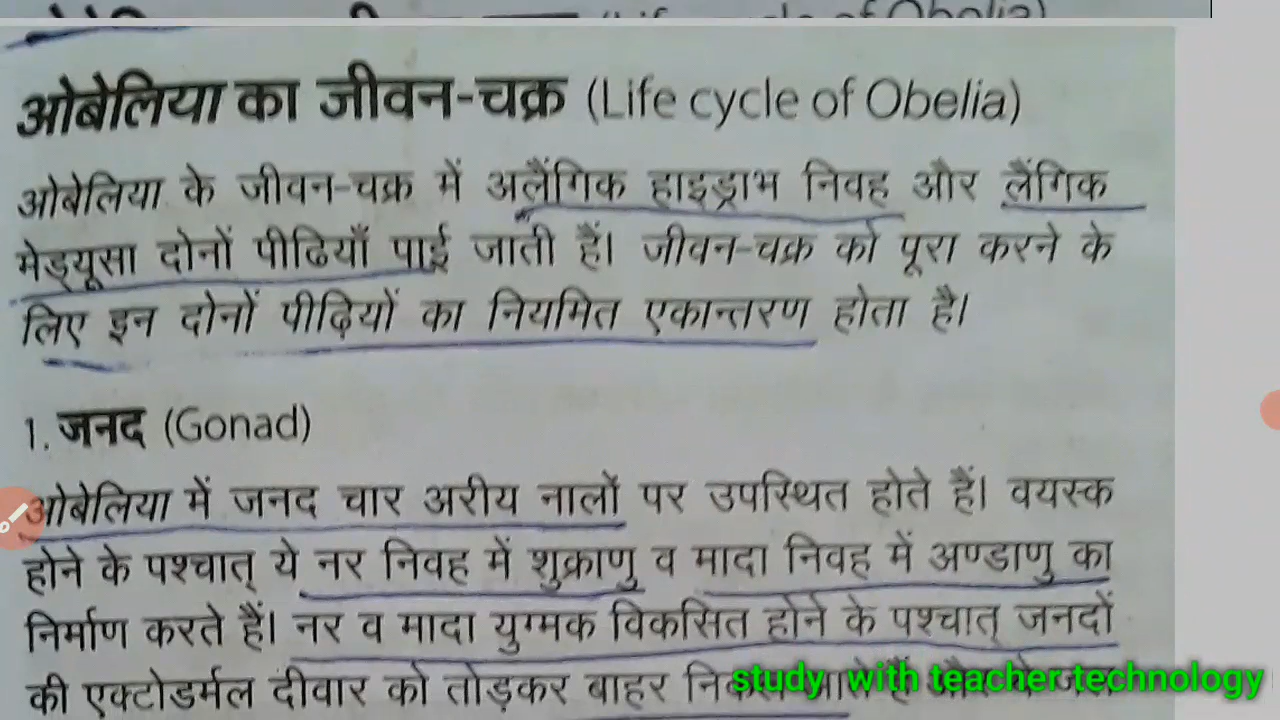 ओबेलिया का जीवन-चक्र (Life cycle of Obelia)
ओबेलिया के जीवन-चक्र में अलैंगिक हाइड्राभ निवह और लैंगिक
मेड्यूसा दोनों पीढियाँ पाई जाती हैं। जीवन-चक्र को पूरा करने के
लिए इन दोनों पीढ़ियों का नियमित एकान्तरण होता है।
1. जनद (Gonad)
ओबेलिया में जनद चार अरीय नालों पर उपस्थित होते हैं। वयस्क
होने के पश्चात् ये नर निवह में शुक्राणु व मादा निवह में अण्डाणु का
निर्माण करते हैं। नर व मादा युग्मक विकसित होने के पश्चात् जनदों
की एक्टोडर्मल दीवार को तोड़कर बाहर
study with teacher technology